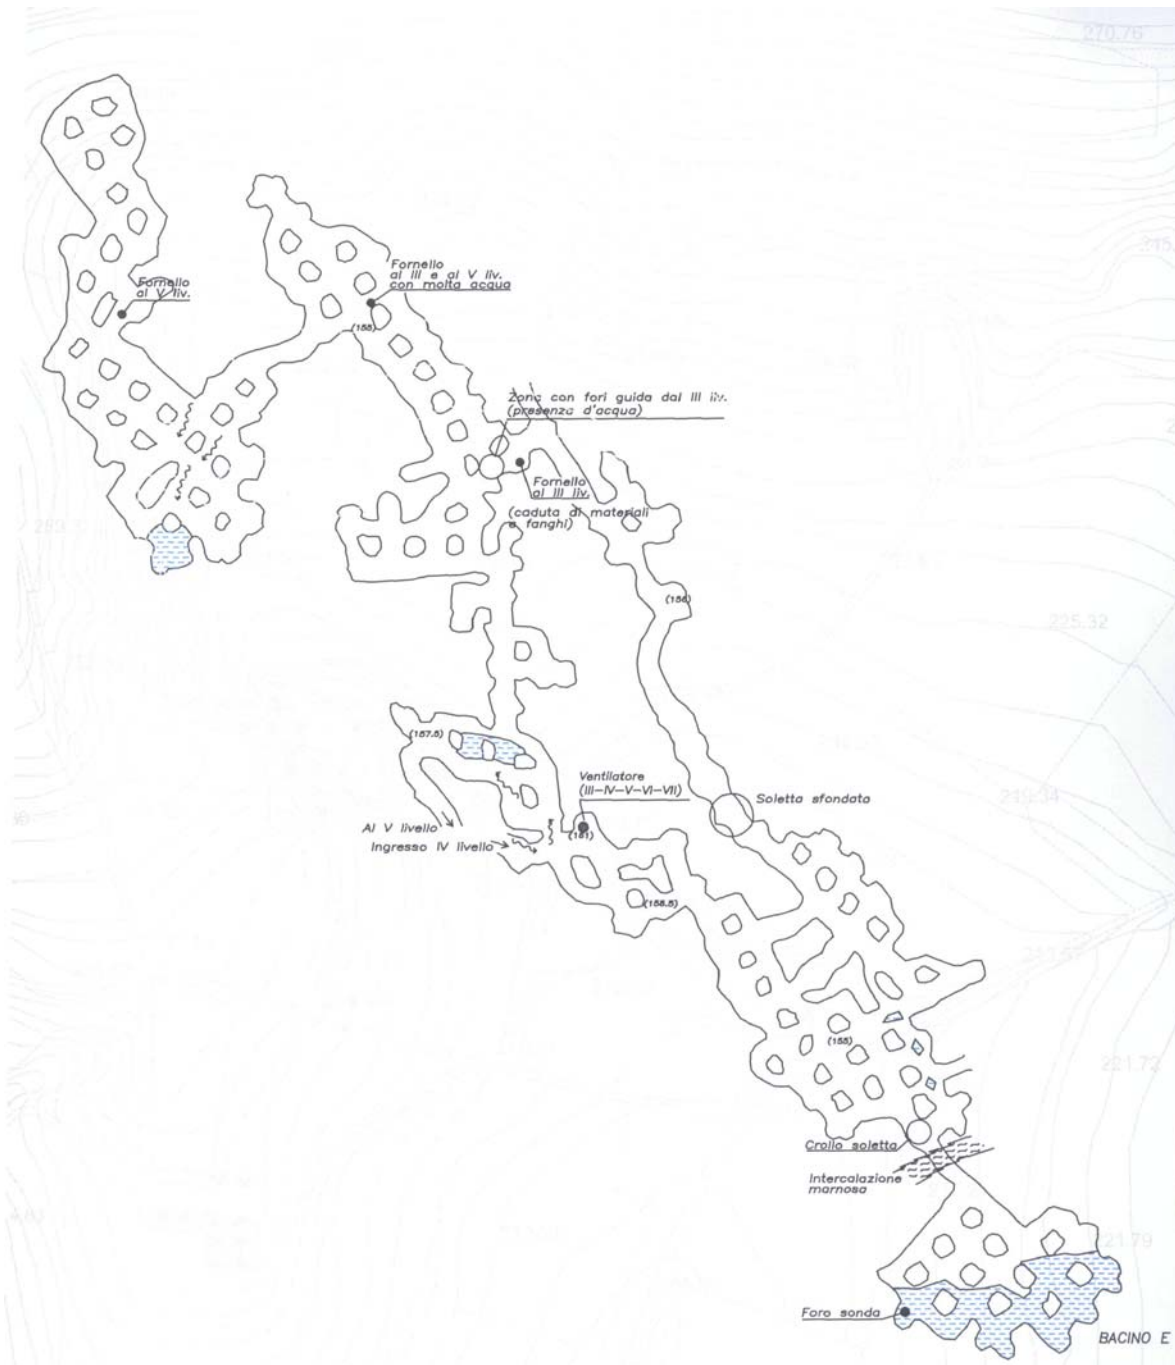 270.76
Fornello
al III e al V liv.
con molta acqua
Fornello
al V liv.
(155)
Zona con fori guida dal III liv.
(presenza d'acqua)
Fornello
al III liv.
(caduta di materiali
e fanghi)
(156)
225.32
(157.5)
Ventilatore
(III-IV-V-VI-VII)
Soletta sfondata
219.34
Al V livello
Ingresso IV livello
(161)
(158.5)
(155)
221.72
Crollo soletta
Intercalazione
marnosa
221.79
Foro sonda
BACINO E